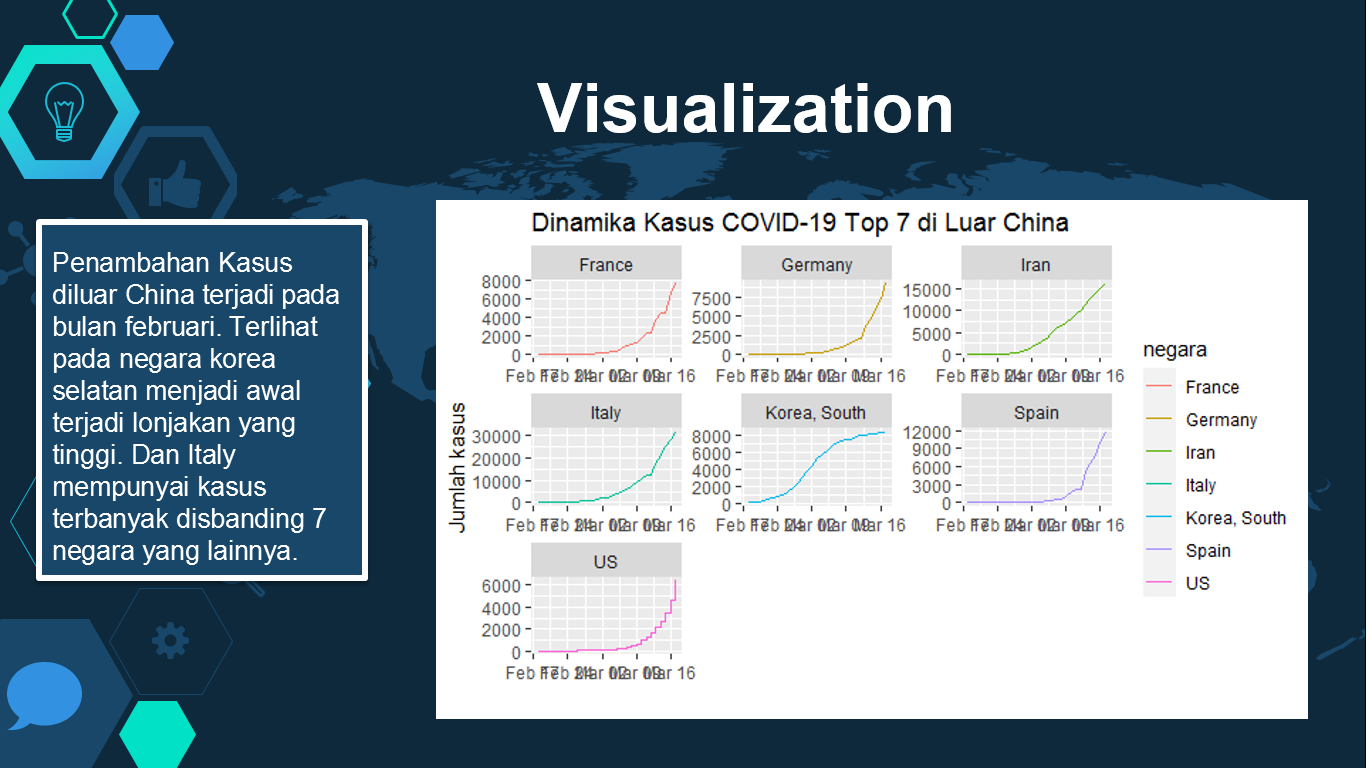 Visualization
Penambahan Kasus
diluar China terjadi pada
bulan februari. Terlihat
pada negara korea
selatan menjadi awal
terjadi lonjakan yang
tinggi. Dan Italy
mempunyai kasus
terbanyak disbanding 7
negara yang lainnya.
Dinamika Kasus COVID-19 Top 7 di Luar China
Jumlah kasus
France
8000
6000
4000
2000
0
Feb 17 Feb 24 Mar 02 Mar 09 Mar 16
Germany
7500
5000
2500
0
Feb 17 Feb 24 Mar 02 Mar 09 Mar 16
Iran
15000
10000
5000
0
Feb 17 Feb 24 Mar 02 Mar 09 Mar 16
Italy
30000
20000
10000
0
Feb 17 Feb 24 Mar 02 Mar 09 Mar 16
Korea, South
8000
6000
4000
2000
0
Feb 17 Feb 24 Mar 02 Mar 09 Mar 16
Spain
12000
9000
6000
3000
0
Feb 17 Feb 24 Mar 02 Mar 09 Mar 16
US
6000
4000
2000
0
Feb 17 Feb 24 Mar 02 Mar 09 Mar 16
negara
France
Germany
Iran
Italy
Korea, South
Spain
US